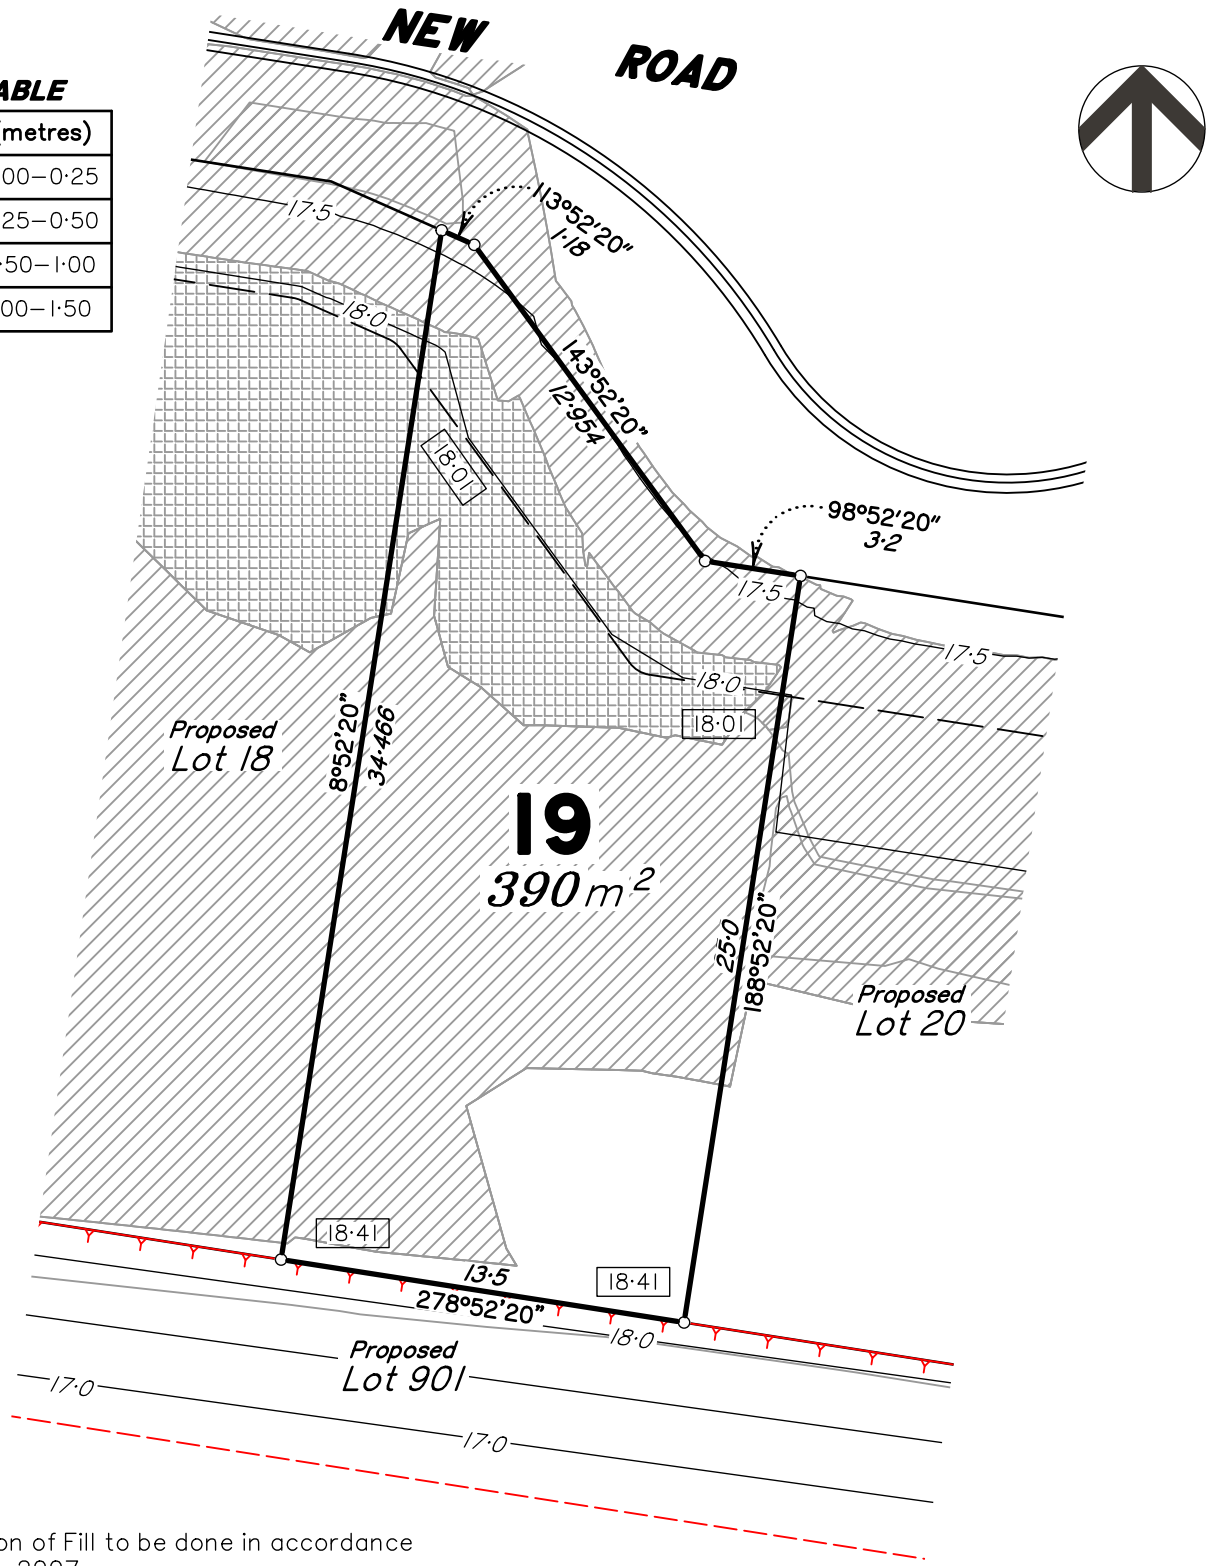 NEW ROAD
ABLE
(metres)
00–0·25
25–0·50
50–1·00
00–1·50
113°52'20"
1·18
17·5
18·0
143°52'20"
12·954
18·01
98°52'20"
3·2
17·5
17·5
18·0
18·01
8°52'20"
34·466
Proposed
Lot 18
19
390 m²
25·0
188°52'20"
Proposed
Lot 20
18·41
13·5
18·41
278°52'20"
18·0
Proposed
Lot 901
17·0
17·0
on of Fill to be done in accordance